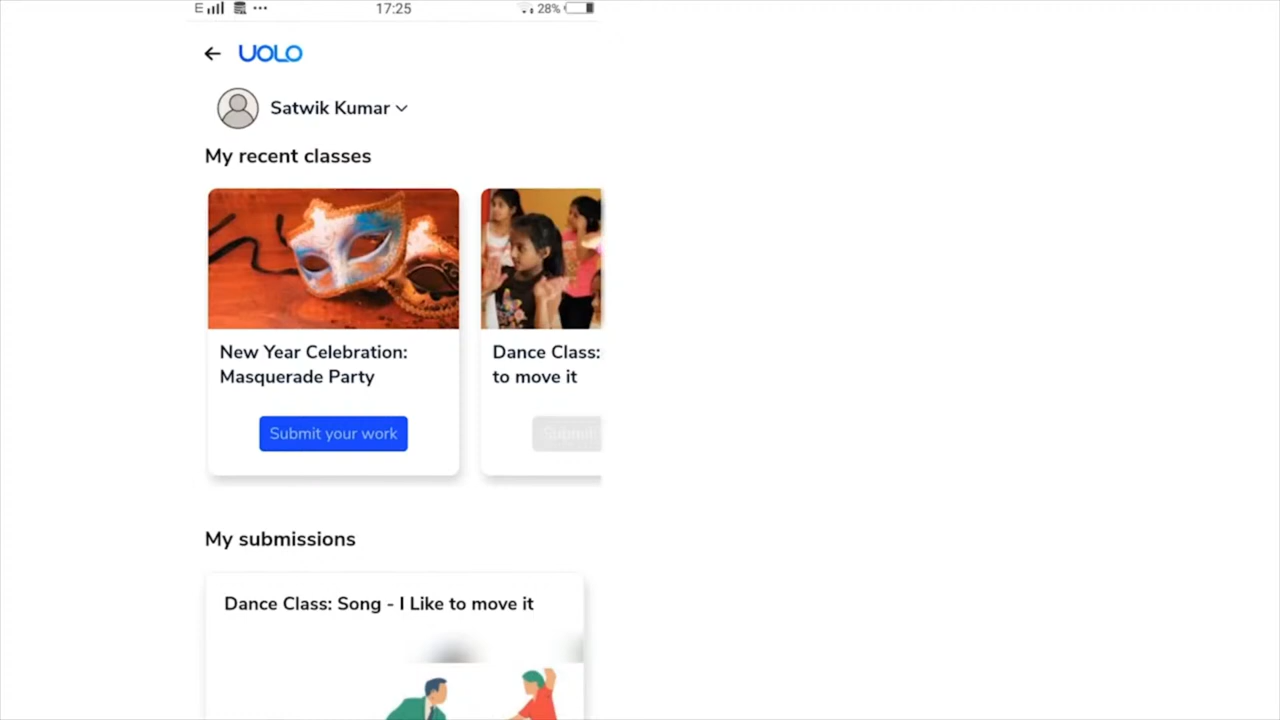 E 17:25 28%
UOLO
Satwik Kumar
My recent classes
New Year Celebration:
Masquerade Party
Submit your work
Dance Class:
to move it
Submit
My submissions
Dance Class: Song - I Like to move it